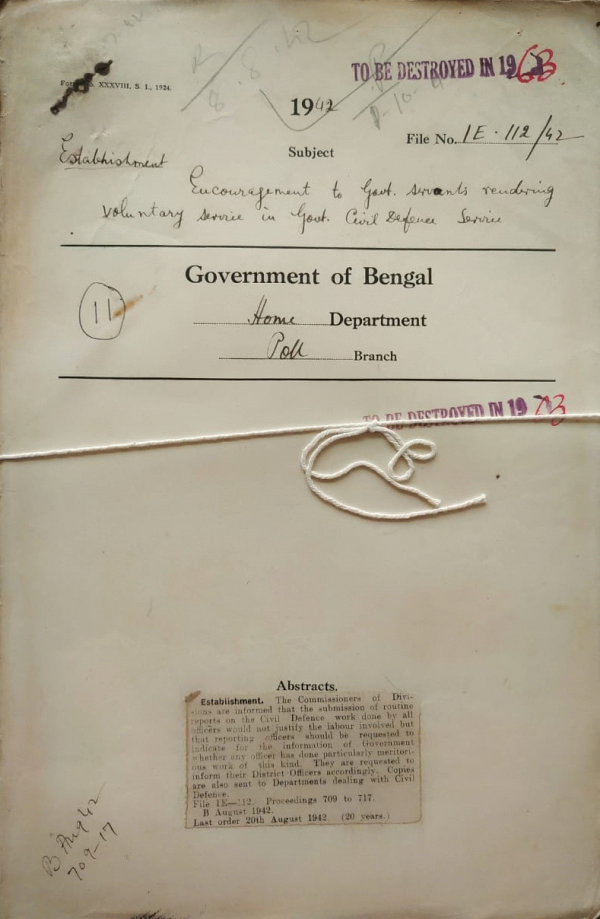 TO BE DESTROYED IN 1963.
XXXVIII, S. I., 1924.
1942
File No. IE-112/42
Establishment
Subject
Encouragement to Govt. servants rendering
voluntary service in Govt. Civil Defence Service
Government of Bengal
11
Home Department
Poll Branch
TO BE DESTROYED IN 19
Abstracts.
Establishment. The Commissioners of Divi-
sions are informed that the submission of routine
reports on the Civil Defence work done by all
officers would not justify the labour involved but
that reporting officers should be requested to
indicate for the information of Government
whether any officer has done particularly meritori-
ous work of this kind. They are requested to
inform their District Officers accordingly. Copies
are also sent to Departments dealing with Civil
Defence.
File IE—112. Proceedings 709 to 717.
B August 1942.
Last order 20th August 1942. (20 years.)
B Aug 42
709-17